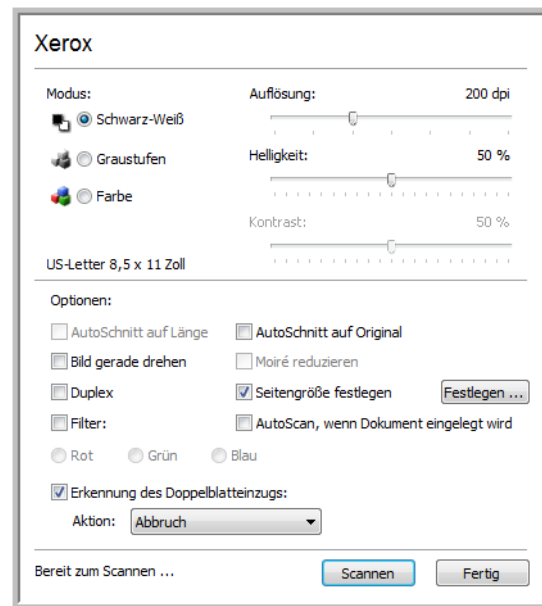 Xerox
Modus:
Auflösung: 200 dpi
Schwarz-Weiß
Graustufen
Helligkeit: 50 %
Farbe
Kontrast: 50 %
US-Letter 8,5 x 11 Zoll
Optionen:
AutoSchnitt auf Länge AutoSchnitt auf Original
Bild gerade drehen Moiré reduzieren
Duplex Seitengröße festlegen Festlegen ...
Filter: AutoScan, wenn Dokument eingelegt wird
Rot Grün Blau
Erkennung des Doppelblatteinzugs:
Aktion: Abbruch
Bereit zum Scannen ... Scannen Fertig